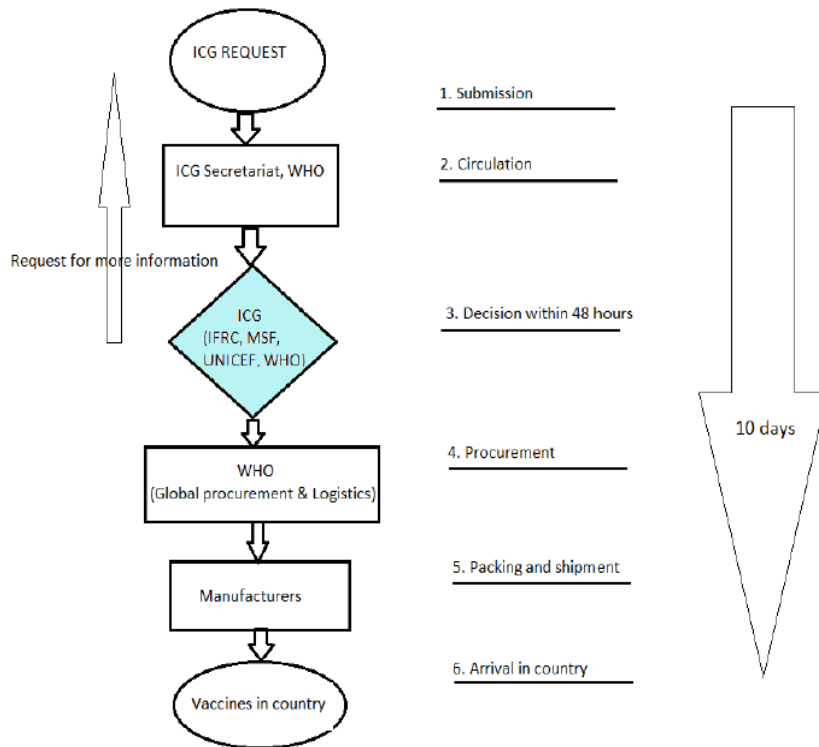 ICG REQUEST
1. Submission
ICG Secretariat, WHO
2. Circulation
Request for more information
ICG
(IFRC, MSF,
UNICEF, WHO)
3. Decision within 48 hours
10 days
WHO
(Global procurement & Logistics)
4. Procurement
Manufacturers
5. Packing and shipment
Vaccines in country
6. Arrival in country